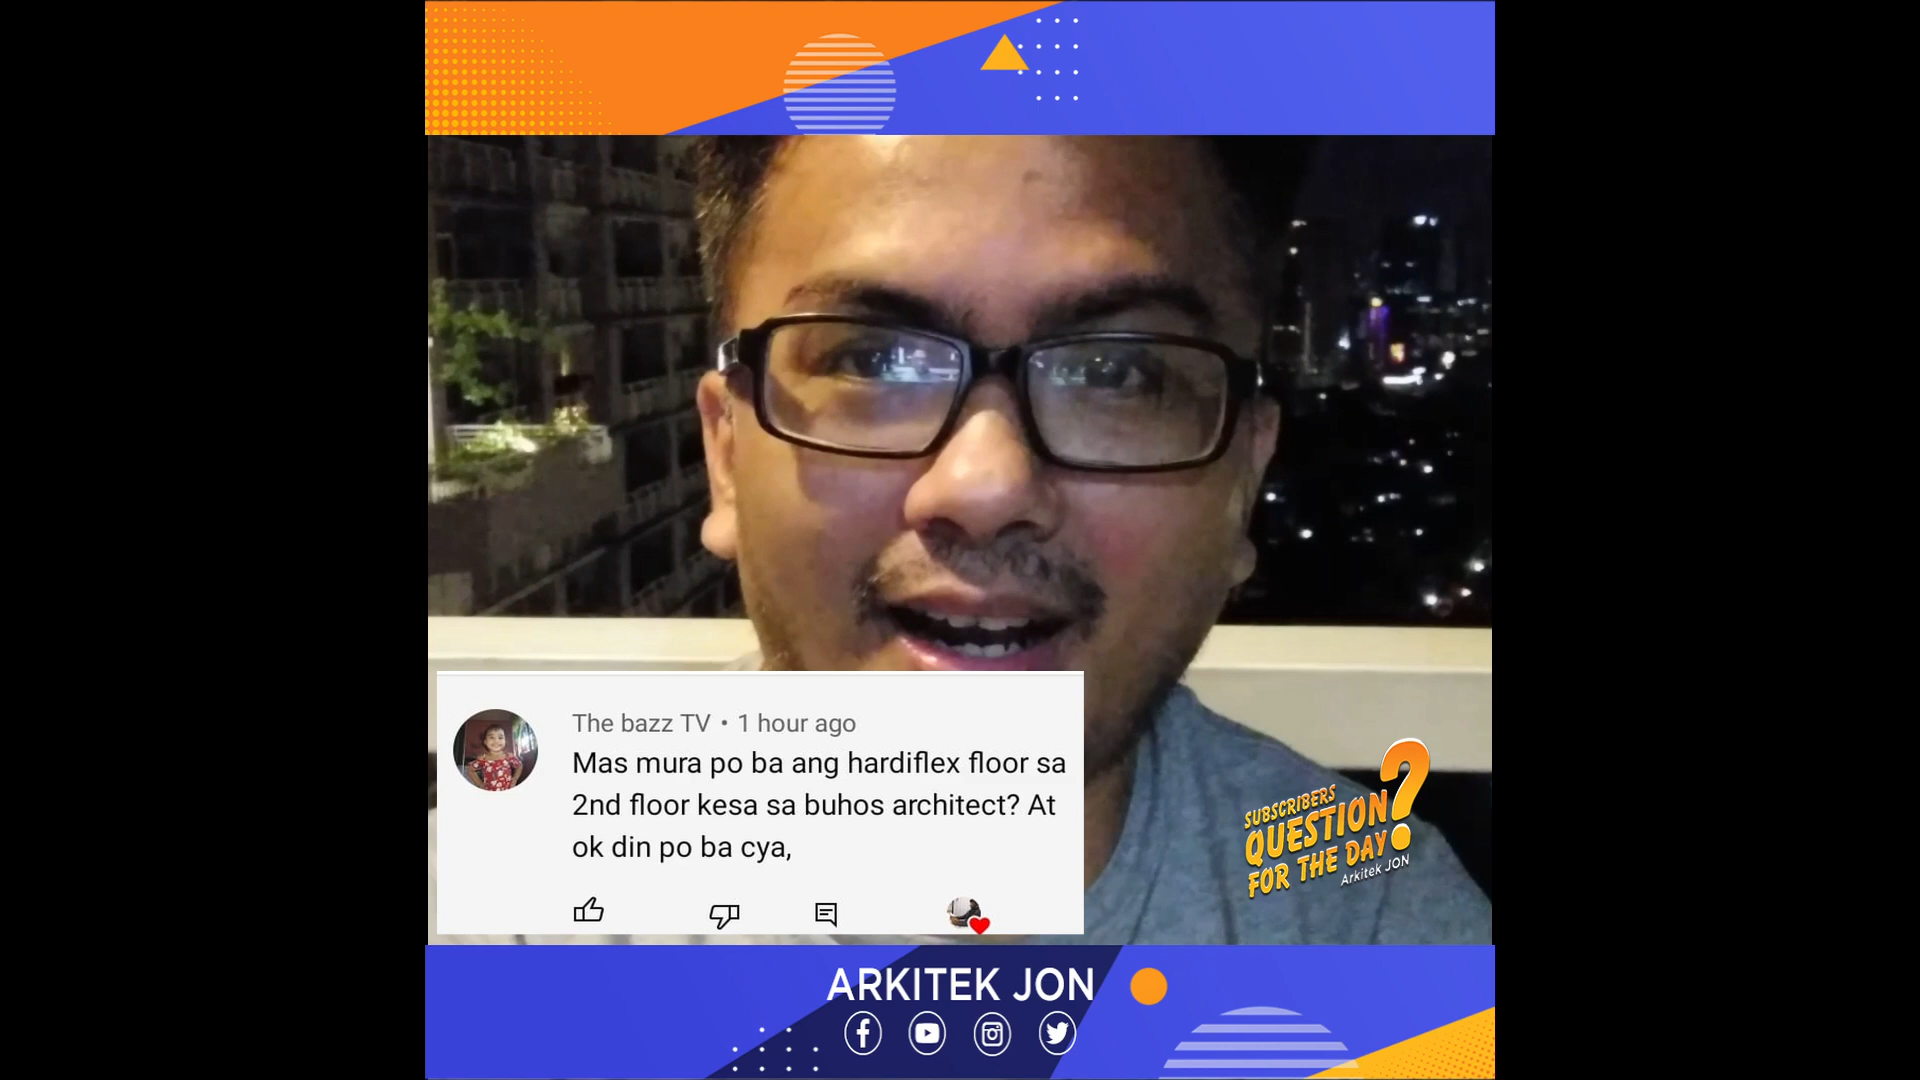 The bazz TV • 1 hour ago
Mas mura po ba ang hardiflex floor sa
2nd floor kesa sa buhos architect? At
ok din po ba cya,
SUBSCRIBERS
QUESTION?
FOR THE DAY
Arkitek JON
ARKITEK JON